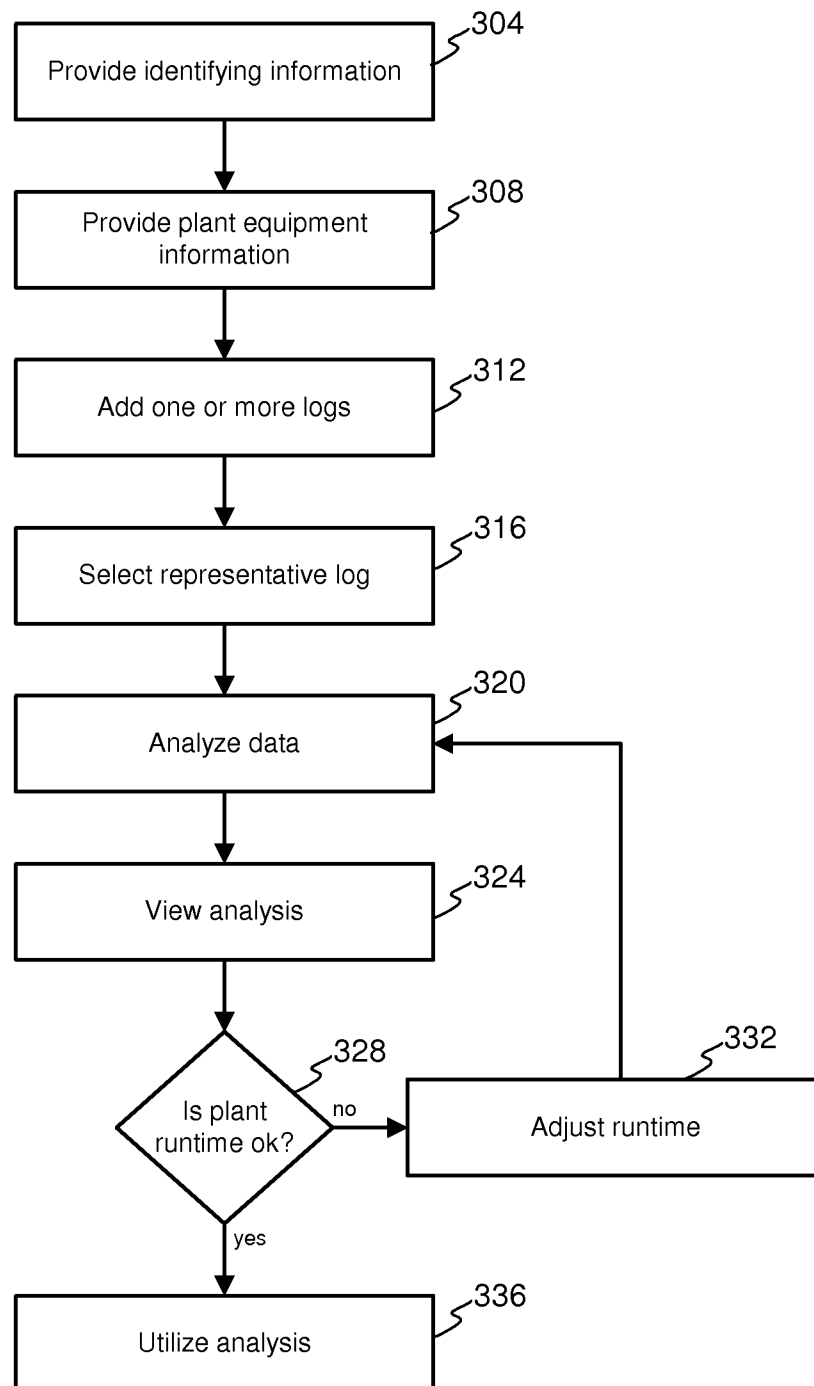 304
Provide identifying information
308
Provide plant equipment
information
312
Add one or more logs
316
Select representative log
320
Analyze data
324
View analysis
328
Is plant
runtime ok?
no
332
Adjust runtime
yes
336
Utilize analysis